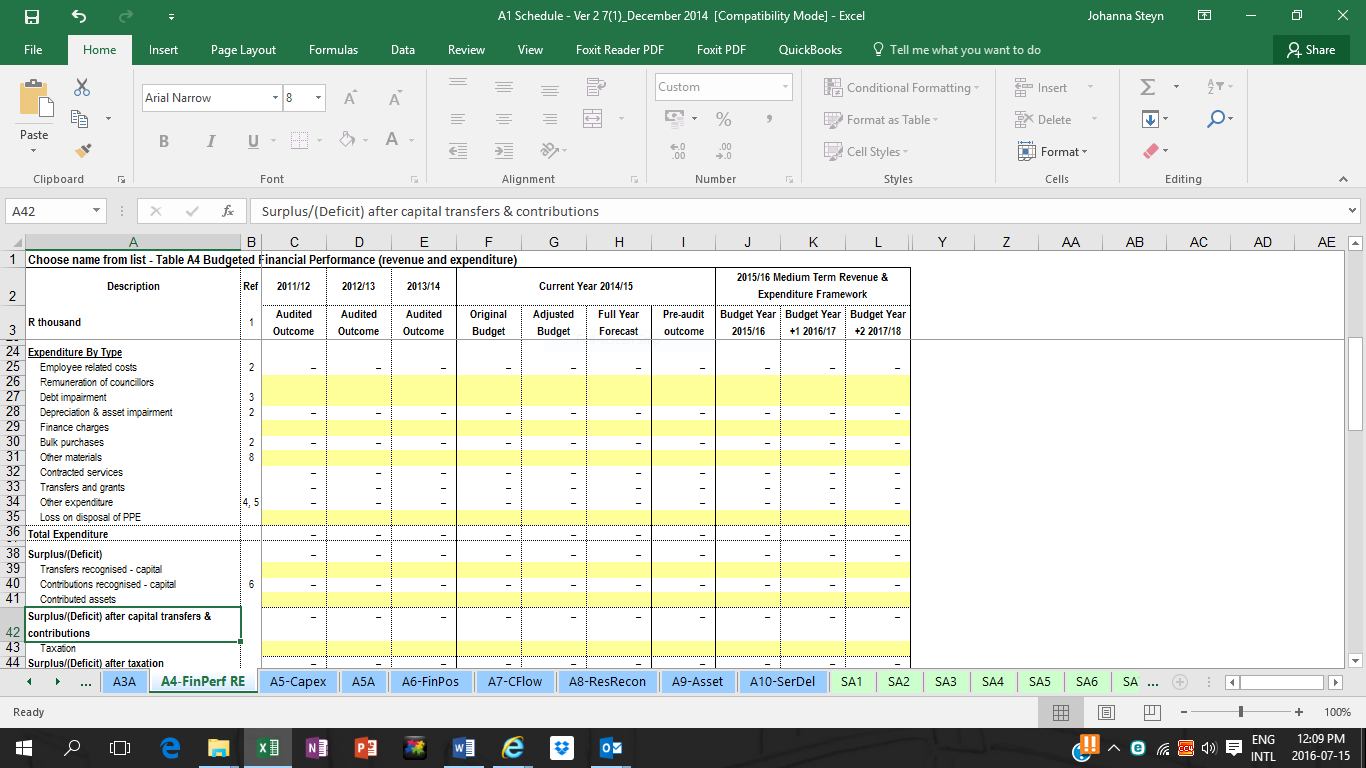 A1 Schedule - Ver 2 7(1)_December 2014 [Compatibility Mode] - Excel
Johanna Steyn
File Home Insert Page Layout Formulas Data Review View Foxit Reader PDF Foxit PDF QuickBooks Tell me what you want to do Share
Arial Narrow 8 Custom Conditional Formatting Insert
Paste Format as Table Delete
B I U A % , Cell Styles Format
Clipboard Font Alignment Number Styles Cells Editing
A42 fx Surplus/(Deficit) after capital transfers & contributions
A B C D E F G H I J K L Y Z AA AB AC AD AE
1 Choose name from list - Table A4 Budgeted Financial Performance (revenue and expenditure)
2 Description Ref 2011/12 2012/13 2013/14 Current Year 2014/15 2015/16 Medium Term Revenue &
Expenditure Framework
3 R thousand 1 Audited Audited Audited Original Adjusted Full Year Pre-audit Budget Year Budget Year Budget Year
Outcome Outcome Outcome Budget Budget Forecast outcome 2015/16 +1 2016/17 +2 2017/18
24 Expenditure By Type
25 Employee related costs 2 – – – – – – – – – –
26 Remuneration of councillors
27 Debt impairment 3
28 Depreciation & asset impairment 2 – – – – – – – – – –
29 Finance charges
30 Bulk purchases 2 – – – – – – – – – –
31 Other materials 8
32 Contracted services – – – – – – – – – –
33 Transfers and grants – – – – – – – – – –
34 Other expenditure 4, 5 – – – – – – – – – –
35 Loss on disposal of PPE
36 Total Expenditure – – – – – – – – – –
38 Surplus/(Deficit) – – – – – – – – – –
39 Transfers recognised - capital
40 Contributions recognised - capital 6 – – – – – – – – – –
41 Contributed assets
Surplus/(Deficit) after capital transfers & – – – – – – – – – –
42 contributions
43 Taxation
44 Surplus/(Deficit) after taxation – – – – – – – – – –
... A3A A4-FinPerf RE A5-Capex A5A A6-FinPos A7-CFlow A8-ResRecon A9-Asset A10-SerDel SA1 SA2 SA3 SA4 SA5 SA6 SA ...
Ready 100%
ENG 12:09 PM
INTL 2016-07-15